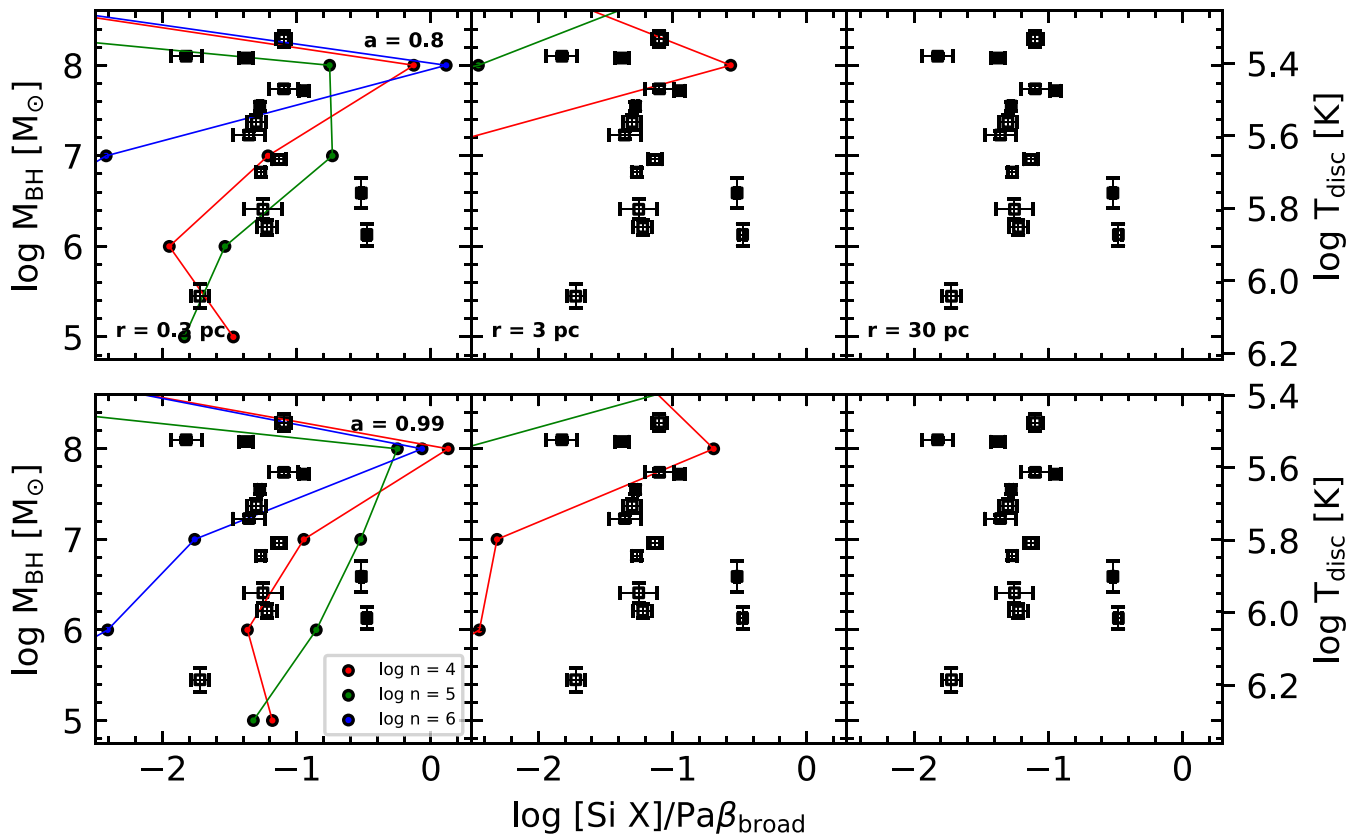 a = 0.8
log M_BH [M_⊙]
8
7
6
5
r = 0.3 pc
r = 3 pc
r = 30 pc
5.4
5.6
5.8
6.0
6.2
log T_disc [K]
a = 0.99
log M_BH [M_⊙]
8
7
6
5
log n = 4
log n = 5
log n = 6
5.4
5.6
5.8
6.0
6.2
log T_disc [K]
−2 −1 0 −2 −1 0 −2 −1 0
log [Si X]/Paβ_broad